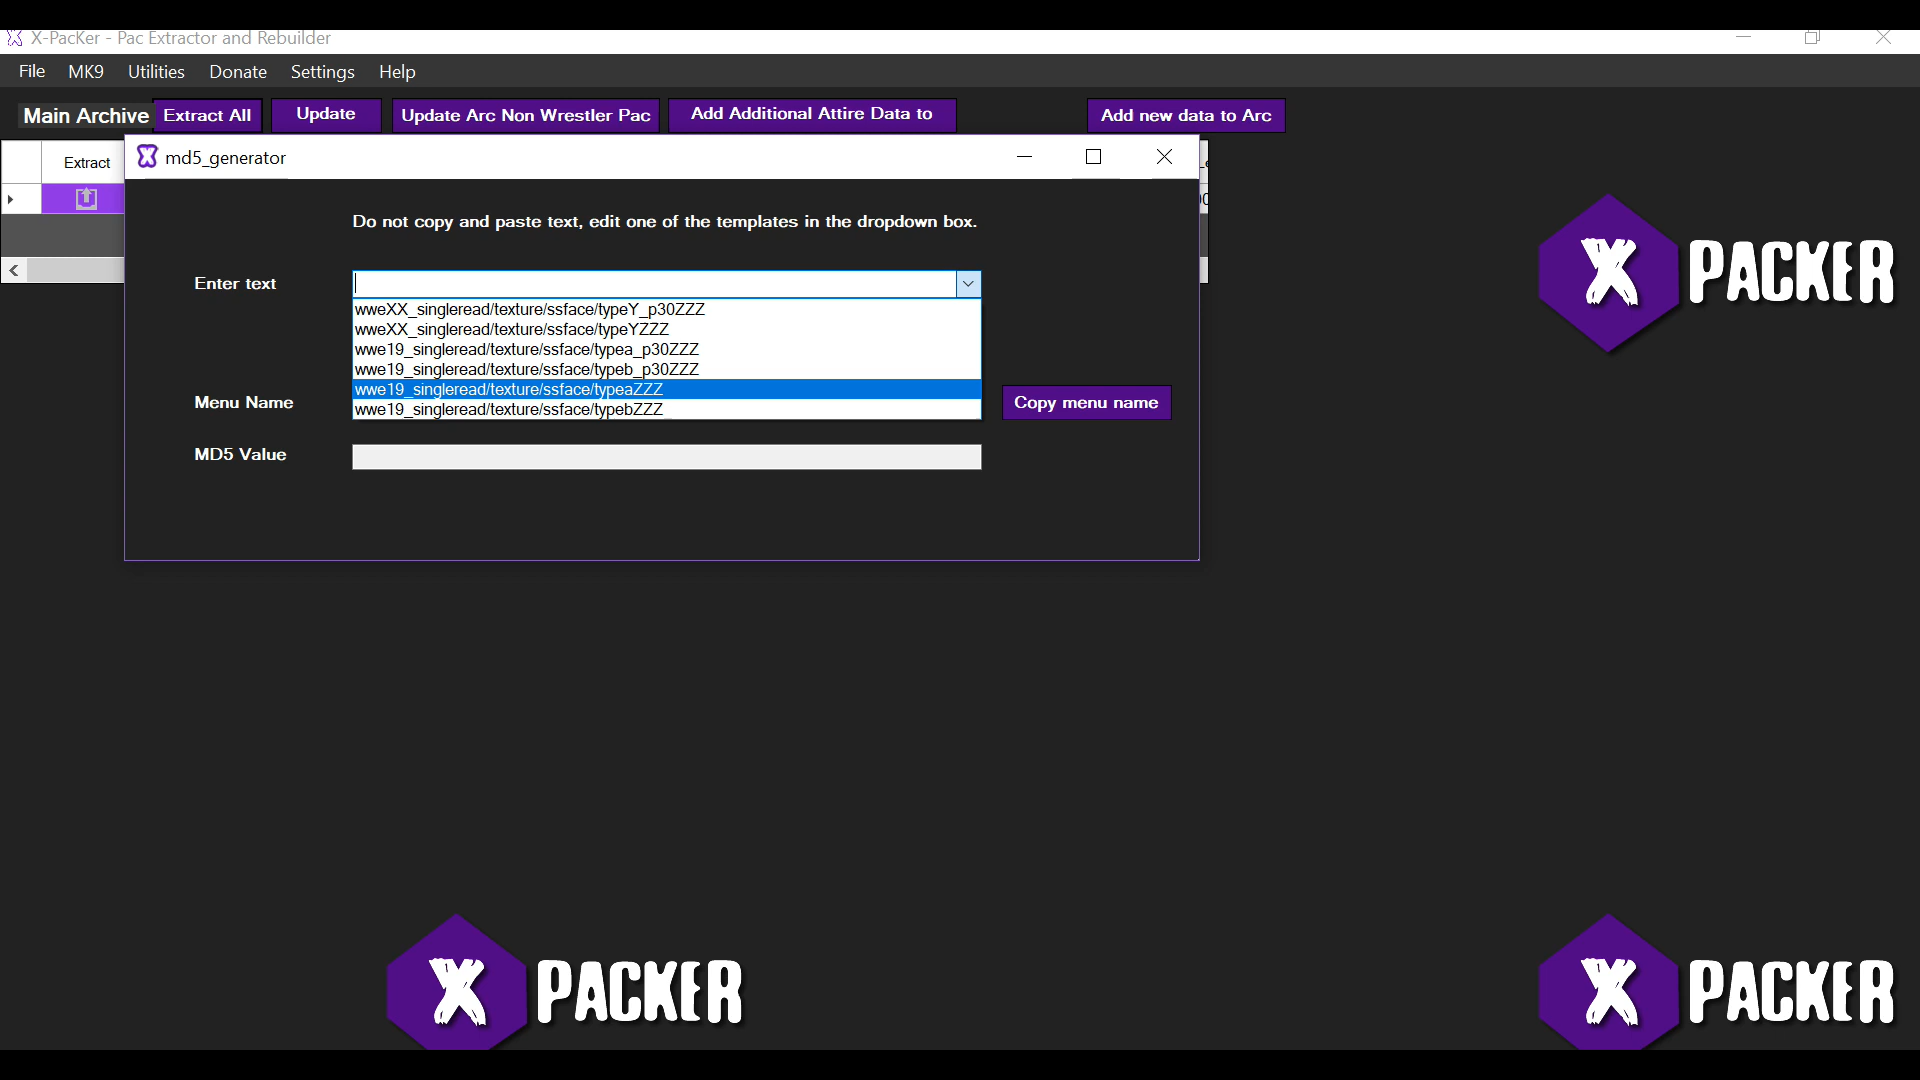 X-PacKer - Pac Extractor and Rebuilder
File MK9 Utilities Donate Settings Help
Main Archive Extract All Update Update Arc Non Wrestler Pac Add Additional Attire Data to Add new data to Arc
Extract
md5_generator
Do not copy and paste text, edit one of the templates in the dropdown box.
Enter text
wweXX_singleread/texture/ssface/typeY_p30ZZZ
wweXX_singleread/texture/ssface/typeYZZZ
wwe19_singleread/texture/ssface/typea_p30ZZZ
wwe19_singleread/texture/ssface/typeb_p30ZZZ
wwe19_singleread/texture/ssface/typeaZZZ
wwe19_singleread/texture/ssface/typebZZZ
Menu Name
Copy menu name
MD5 Value
X PACKER
X PACKER
X PACKER